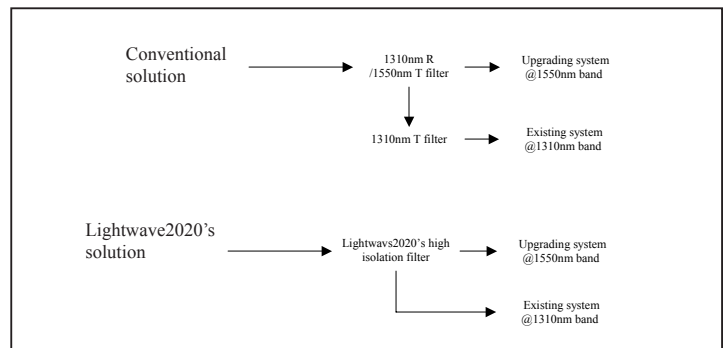 Conventional
solution
1310nm R
/1550nm T filter
Upgrading system
@1550nm band
1310nm T filter
Existing system
@1310nm band
Lightwave2020's
solution
Lightwavs2020's high
isolation filter
Upgrading system
@1550nm band
Existing system
@1310nm band